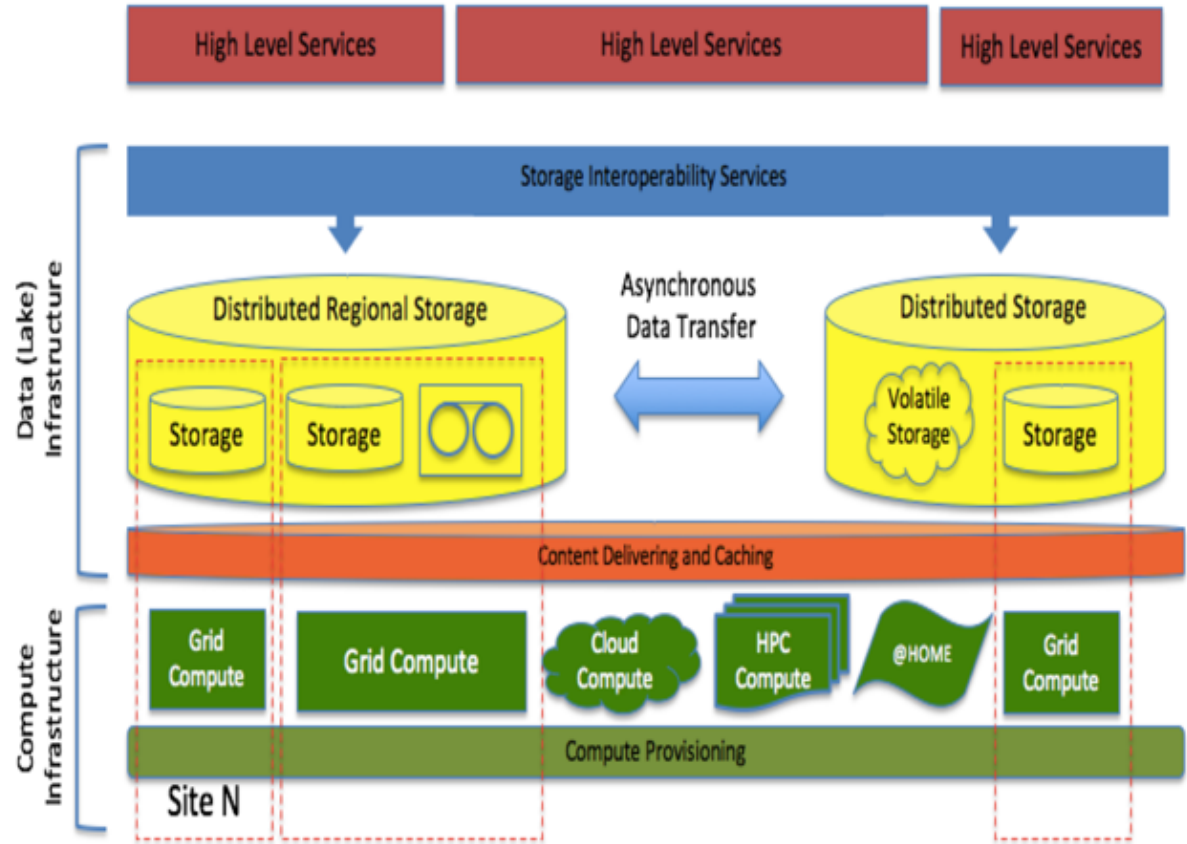 High Level Services
High Level Services
High Level Services
Storage Interoperability Services
Data (Lake)
Infrastructure
Distributed Regional Storage
Asynchronous
Data Transfer
Distributed Storage
Storage
Storage
Volatile
Storage
Storage
Content Delivering and Caching
Compute
Infrastructure
Grid
Compute
Grid Compute
Cloud
Compute
HPC
Compute
@HOME
Grid
Compute
Compute Provisioning
Site N